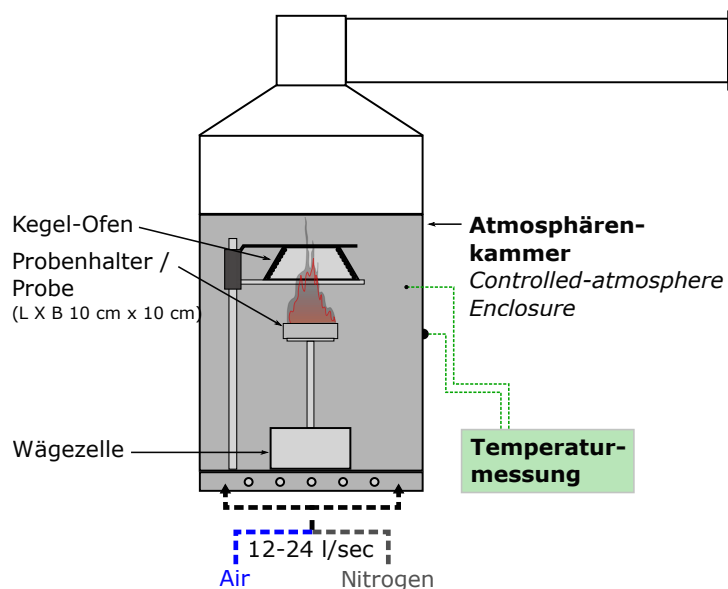 Kegel-Ofen
Probenhalter /
Probe
(L X B 10 cm x 10 cm)
Wägezelle
Atmosphären-
kammer
Controlled-atmosphere
Enclosure
Temperatur-
messung
12-24 l/sec
Air
Nitrogen